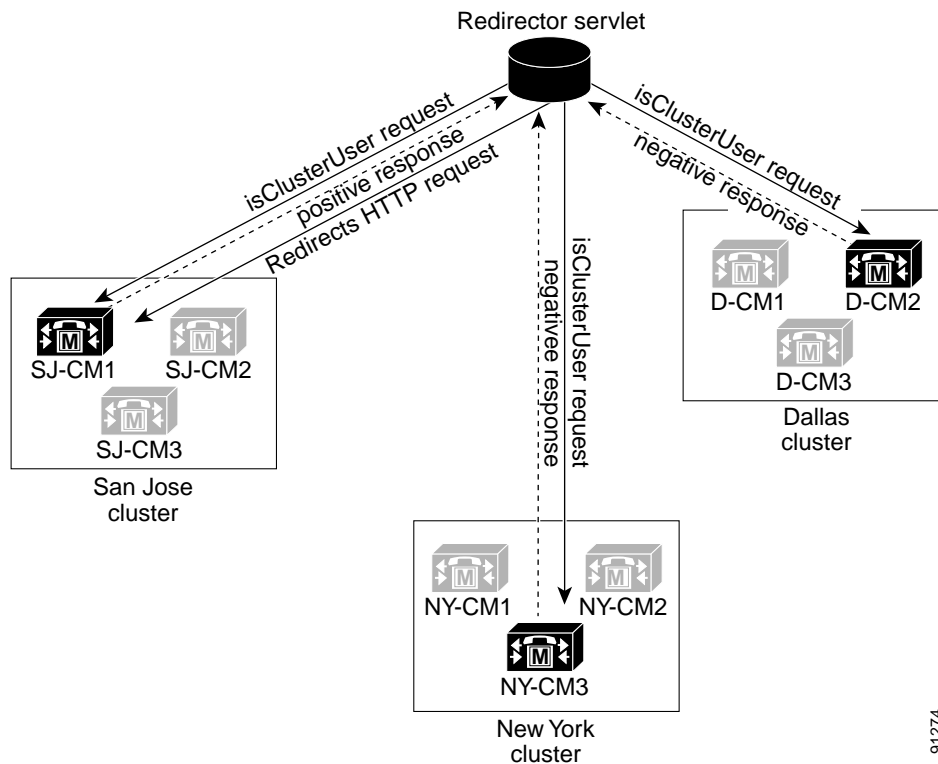 Redirector servlet
isClusterUser request
positive response
Redirects HTTP request
isClusterUser request
negativee response
isClusterUser request
negative response
SJ-CM1
SJ-CM2
SJ-CM3
San Jose
cluster
D-CM1
D-CM2
D-CM3
Dallas
cluster
NY-CM1
NY-CM2
NY-CM3
New York
cluster
M
M
M
M
M
M
M
M
M
91274